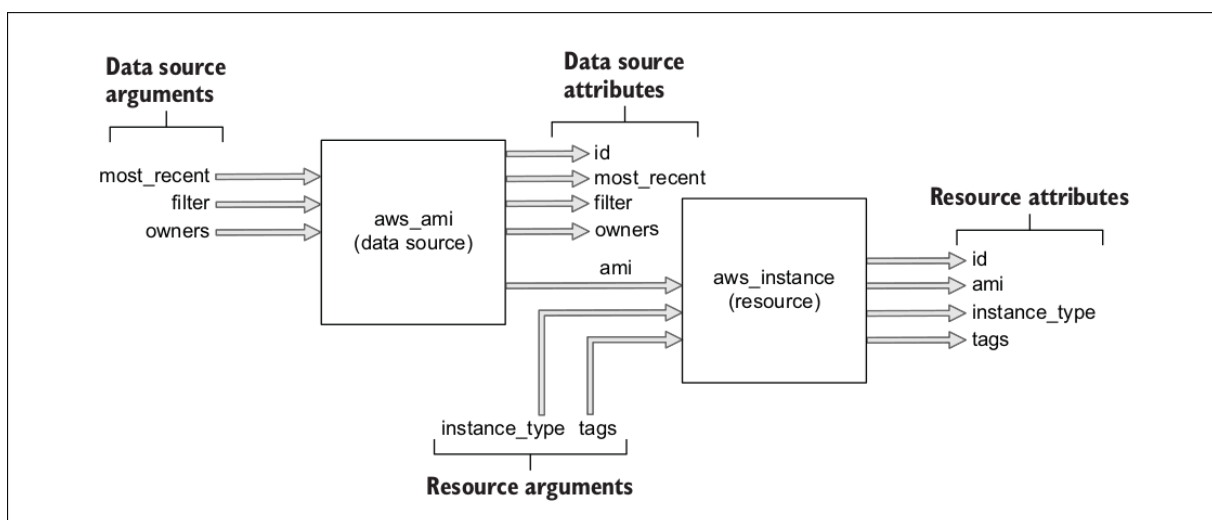 Data source
arguments
most_recent
filter
owners
aws_ami
(data source)
Data source
attributes
id
most_recent
filter
owners
ami
instance_type tags
Resource arguments
aws_instance
(resource)
Resource attributes
id
ami
instance_type
tags